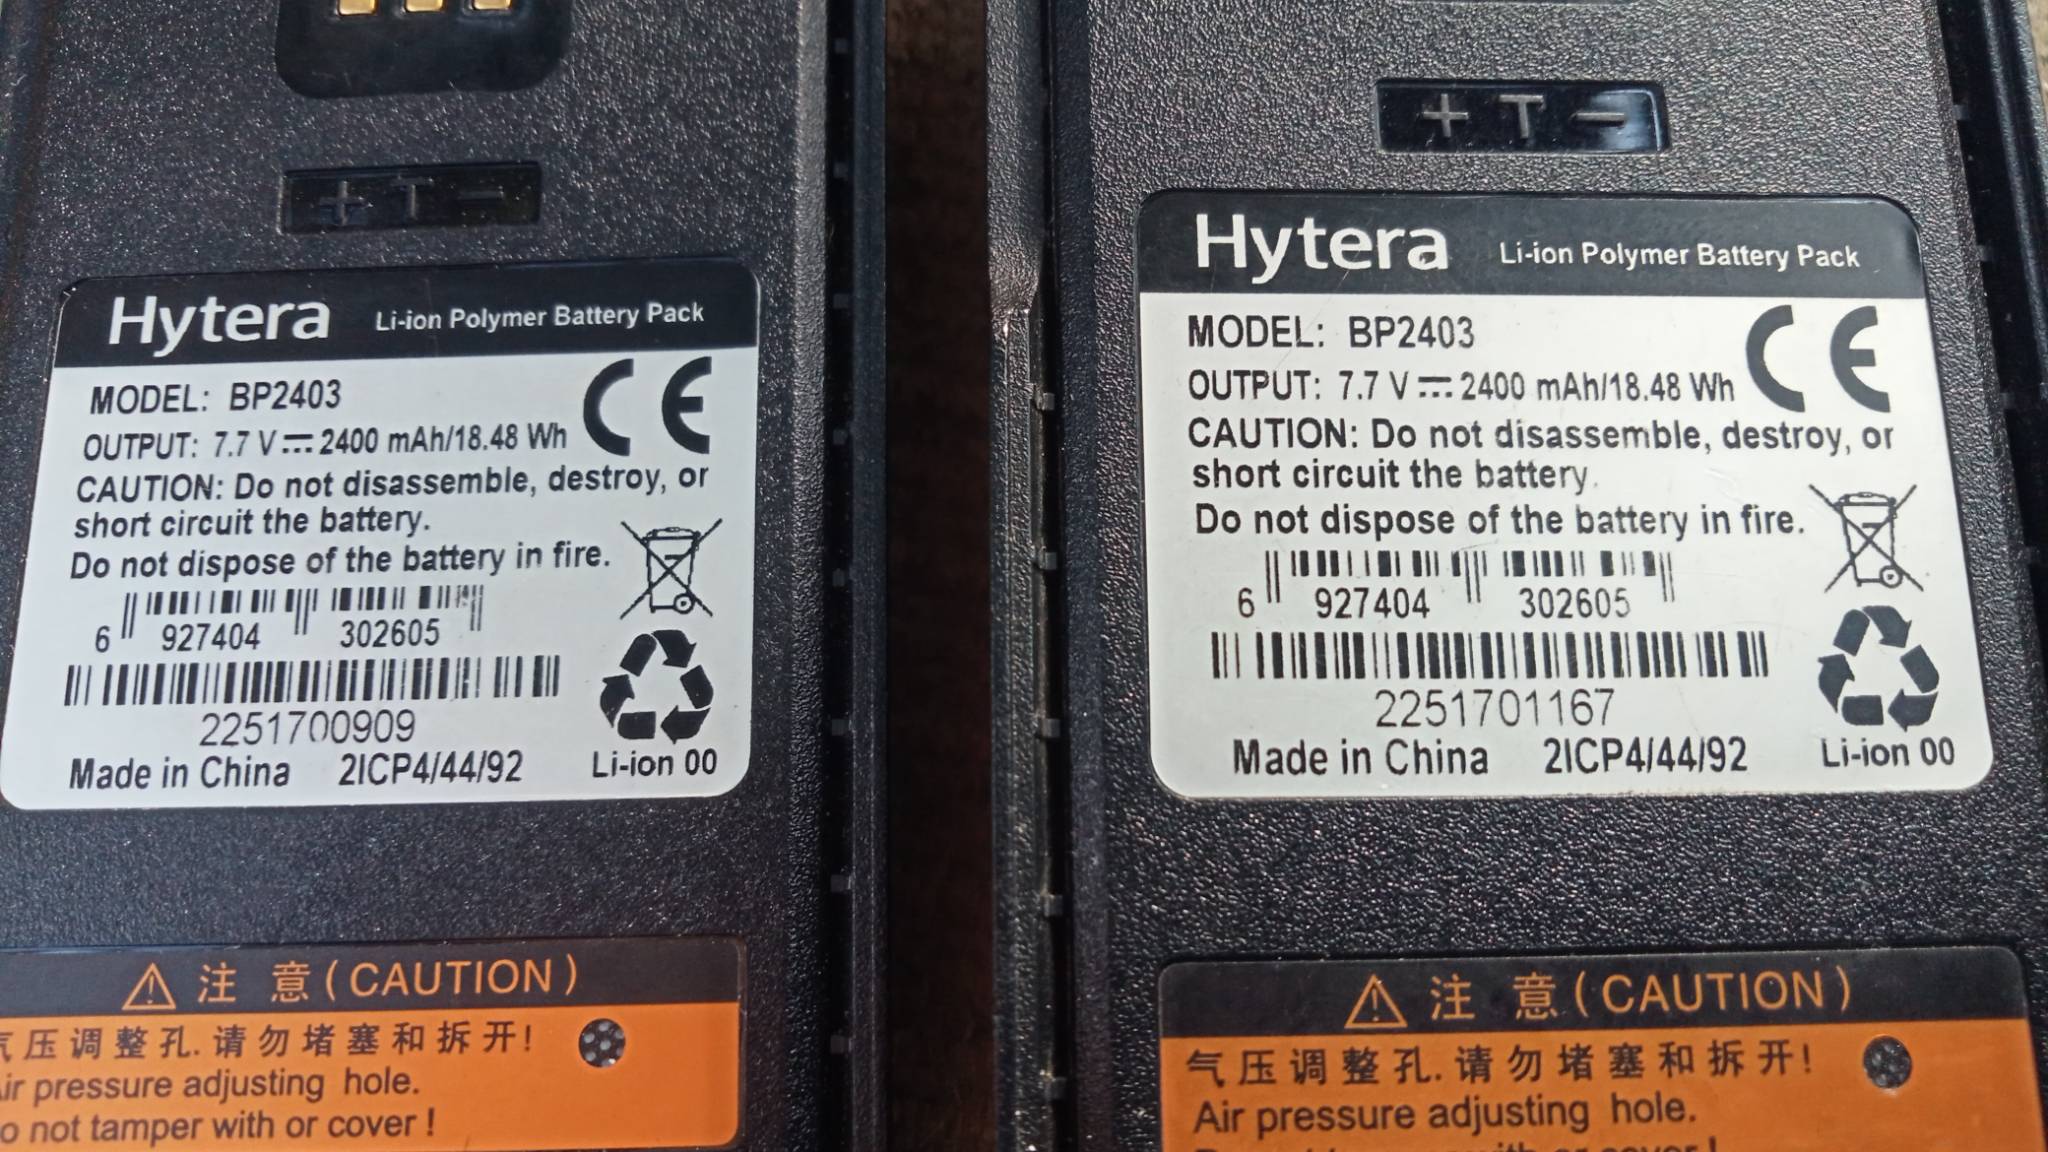 + T -
Hytera Li-ion Polymer Battery Pack
MODEL: BP2403
OUTPUT: 7.7 V⎓2400 mAh/18.48 Wh
CE
CAUTION: Do not disassemble, destroy, or
short circuit the battery.
Do not dispose of the battery in fire.
6 927404 302605
2251700909
Made in China 2ICP4/44/92 Li-ion 00
注 意(CAUTION)
气压调整孔.请勿堵塞和拆开!
Air pressure adjusting hole.
not tamper with or cover!
+ T -
Hytera Li-ion Polymer Battery Pack
MODEL: BP2403
OUTPUT: 7.7 V⎓2400 mAh/18.48 Wh
CE
CAUTION: Do not disassemble, destroy, or
short circuit the battery.
Do not dispose of the battery in fire.
6 927404 302605
2251701167
Made in China 2ICP4/44/92 Li-ion 00
注 意(CAUTION)
气压调整孔.请勿堵塞和拆开!
Air pressure adjusting hole.